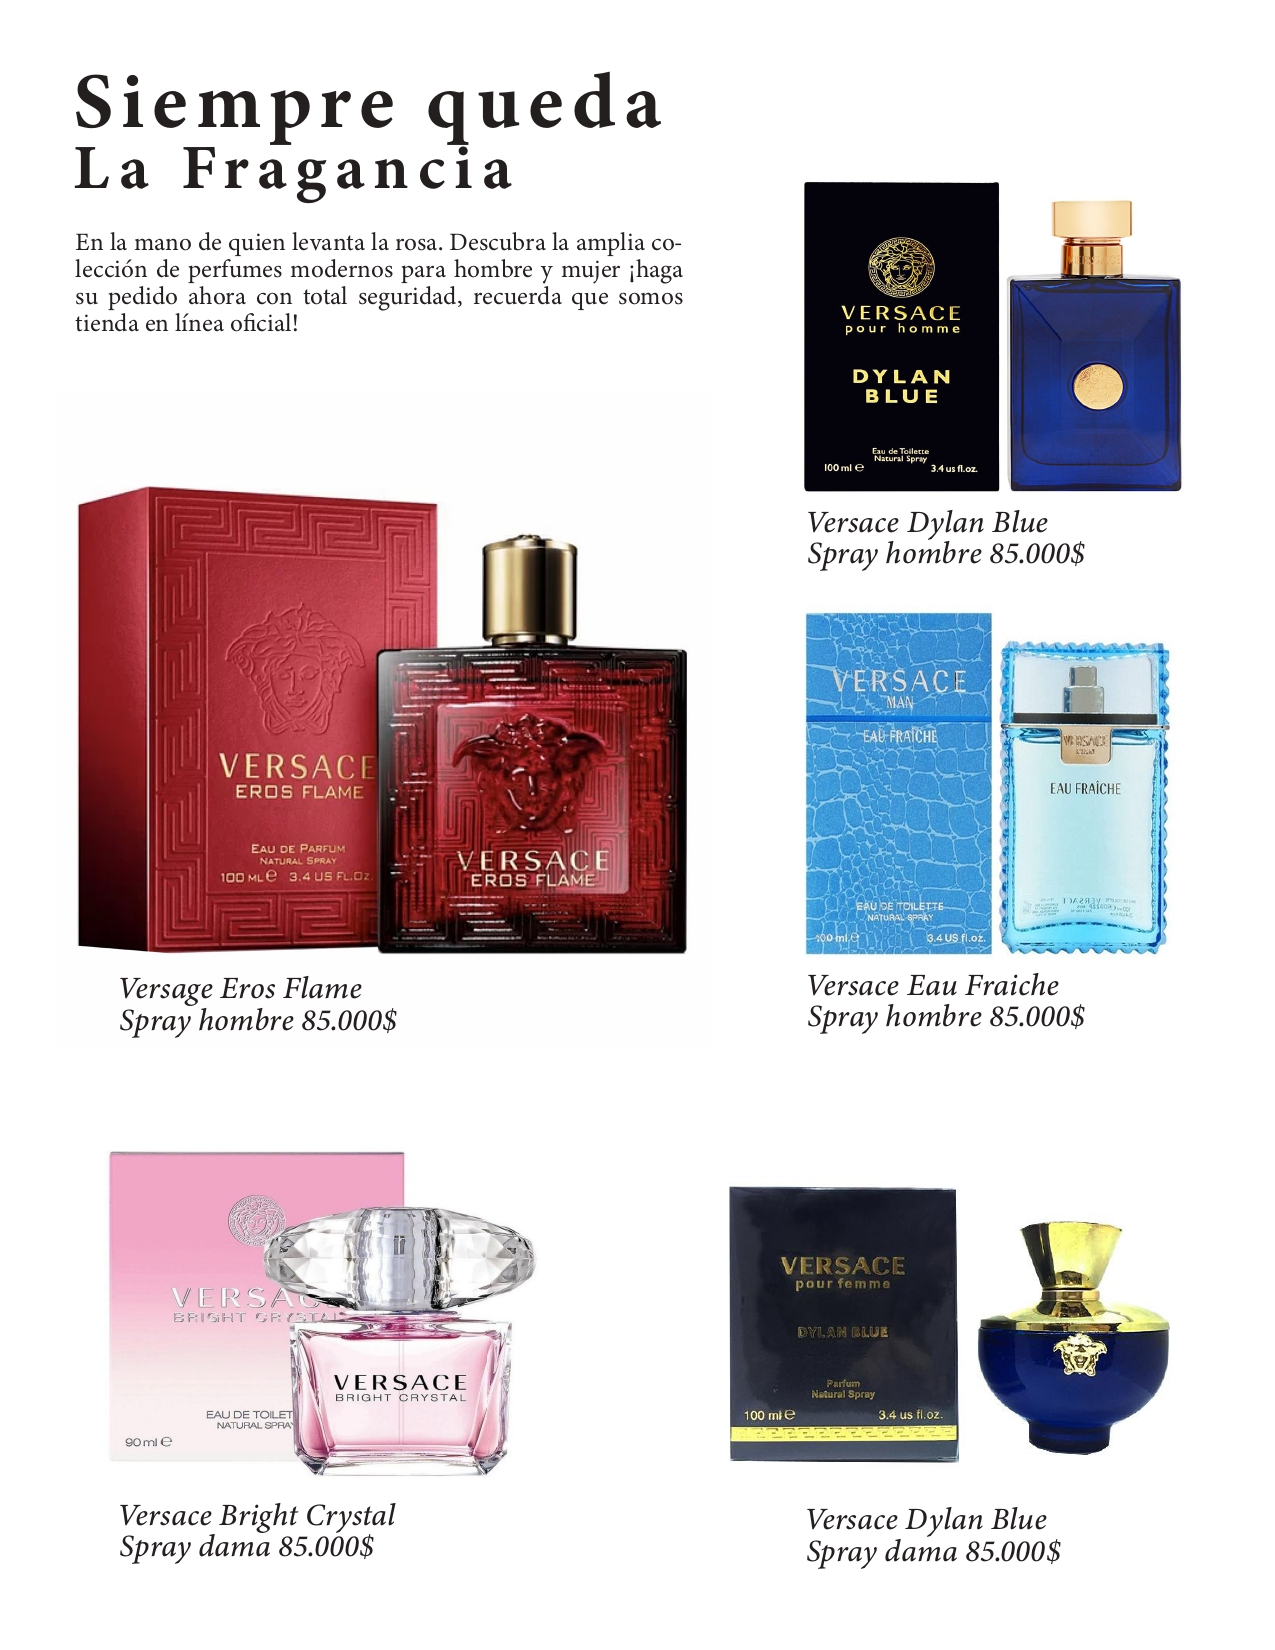 Siempre queda
La Fragancia
En la mano de quien levanta la rosa. Descubra la amplia co-
lección de perfumes modernos para hombre y mujer ¡haga
su pedido ahora con total seguridad, recuerda que somos
tienda en línea oficial!
VERSACE
pour homme
DYLAN
BLUE
Eau de Toilette
Natural Spray
100 ml e 3.4 us fl.oz.
Versace Dylan Blue
Spray hombre 85.000$
VERSACE
EROS FLAME
EAU DE PARFUM
NATURAL SPRAY
100 ML e 3.4 US FL.OZ.
VERSACE
EROS FLAME
Versage Eros Flame
Spray hombre 85.000$
VERSACE
MAN
EAU FRAÎCHE
EAU DE TOILETTE
NATURAL SPRAY
100 ml e 3.4 US fl.oz.
VERSACE
EAU FRAÎCHE
Versace Eau Fraiche
Spray hombre 85.000$
VERSAC
BRIGHT CRYSTAL
EAU DE TOILET
NATURAL SPRAY
90 ml e
VERSACE
BRIGHT CRYSTAL
Versace Bright Crystal
Spray dama 85.000$
VERSACE
pour femme
DYLAN BLUE
Parfum
Natural Spray
100 ml e 3.4 us fl.oz.
Versace Dylan Blue
Spray dama 85.000$